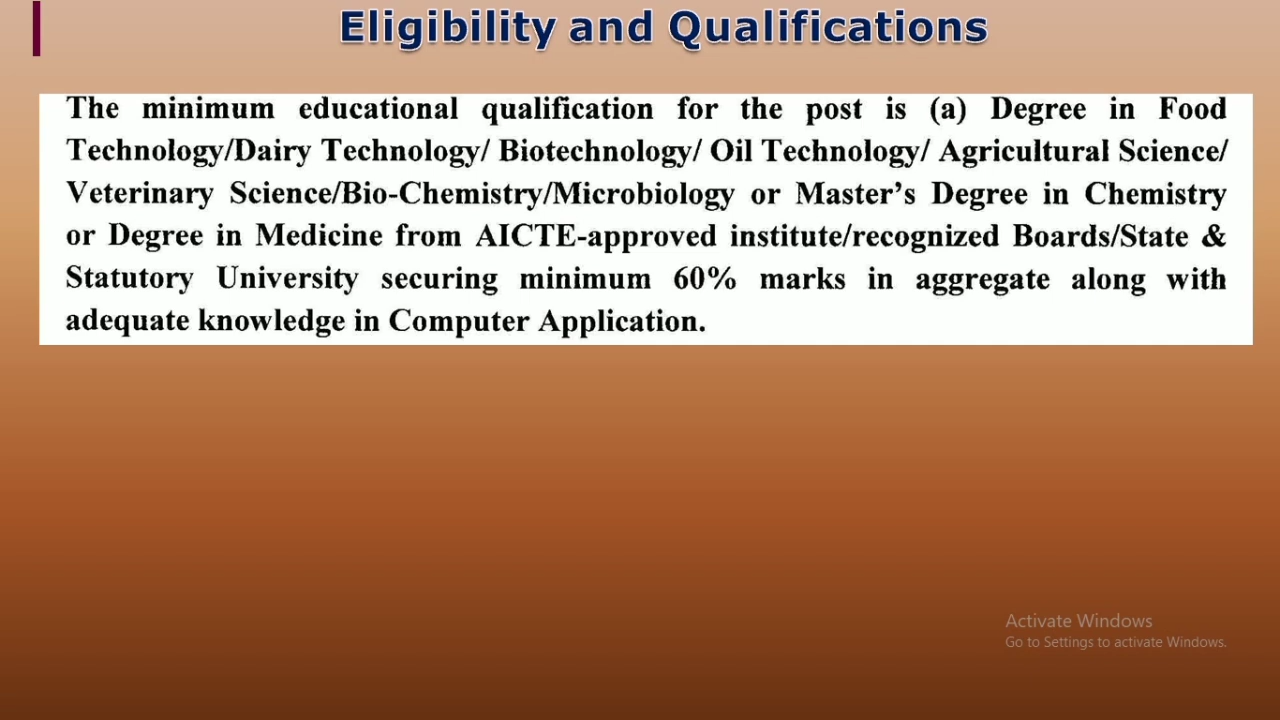 Eligibility and Qualifications
The minimum educational qualification for the post is (a) Degree in Food
Technology/Dairy Technology/ Biotechnology/ Oil Technology/ Agricultural Science/
Veterinary Science/Bio-Chemistry/Microbiology or Master’s Degree in Chemistry
or Degree in Medicine from AICTE-approved institute/recognized Boards/State &
Statutory University securing minimum 60% marks in aggregate along with
adequate knowledge in Computer Application.
Activate Windows
Go to Settings to activate Windows.